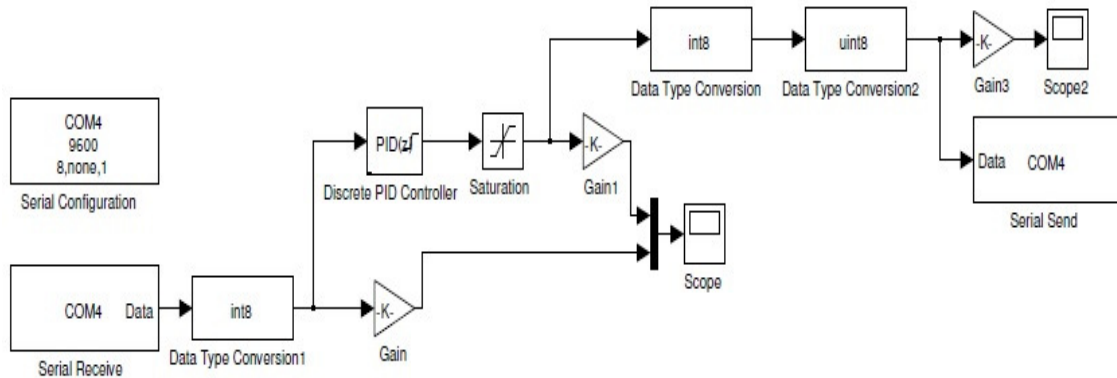 int8
Data Type Conversion
uint8
Data Type Conversion2
-K-
Gain3
Scope2
COM4
9600
8,none,1
Serial Configuration
PID(z)
Discrete PID Controller
Saturation
-K-
Gain1
Data
COM4
Serial Send
Scope
COM4
Data
Serial Receive
int8
Data Type Conversion1
-K-
Gain